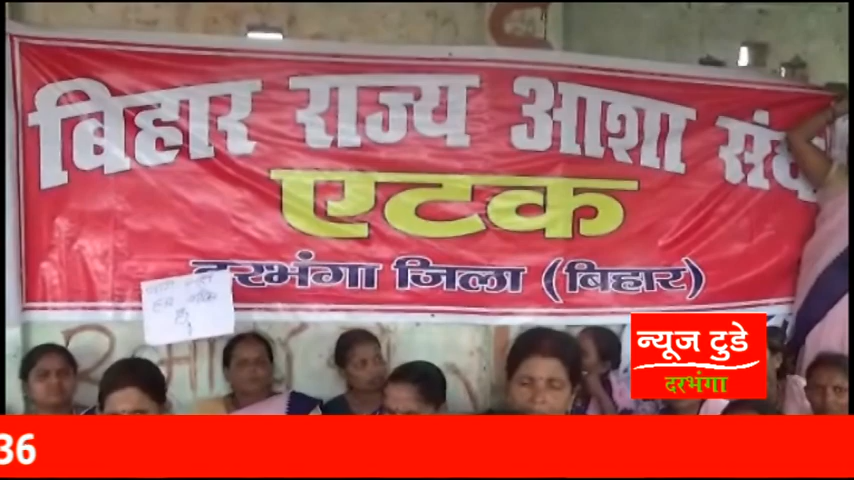 बिहार राज्य आशा संघ
एटक
दरभंगा जिला (बिहार)
न्यूज टुडे
दरभंगा
36